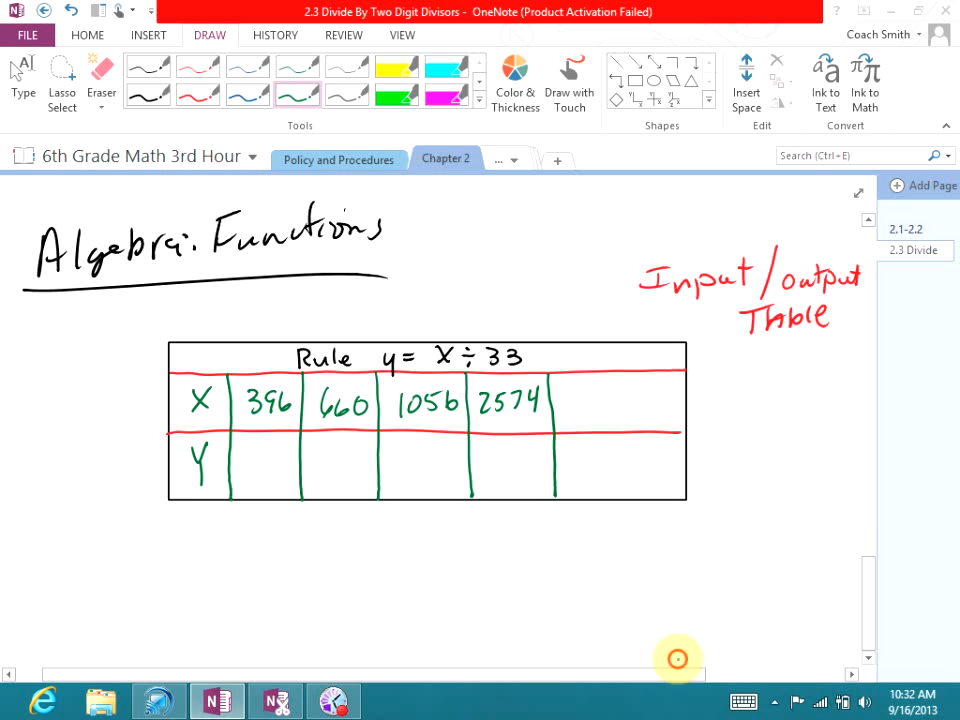 2.3 Divide By Two Digit Divisors - OneNote (Product Activation Failed)
FILE HOME INSERT DRAW HISTORY REVIEW VIEW Coach Smith
Type Lasso Select Eraser Color & Thickness Draw with Touch Insert Space Ink to Text Ink to Math
Tools Shapes Edit Convert
6th Grade Math 3rd Hour Policy and Procedures Chapter 2 ... Search (Ctrl+E)
Add Page
2.1-2.2
2.3 Divide
Algebra: Functions
Input/output
Table
Rule y = X ÷ 33
X 396 660 1056 2574
Y
10:32 AM
9/16/2013